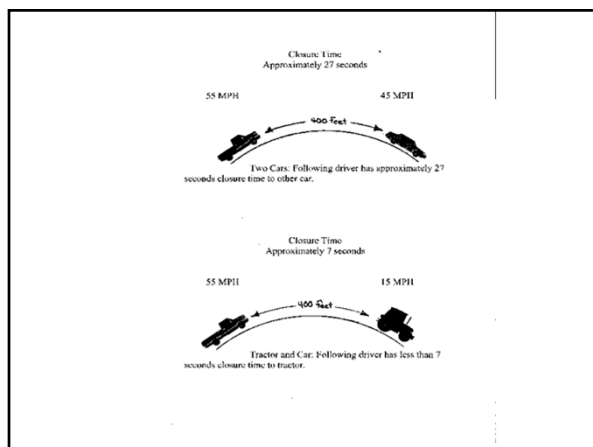 Closure Time
Approximately 27 seconds
55 MPH 45 MPH
400 feet
Two Cars: Following driver has approximately 27
seconds closure time to other car.
Closure Time
Approximately 7 seconds
55 MPH 15 MPH
400 feet
Tractor and Car: Following driver has less than 7
seconds closure time to tractor.